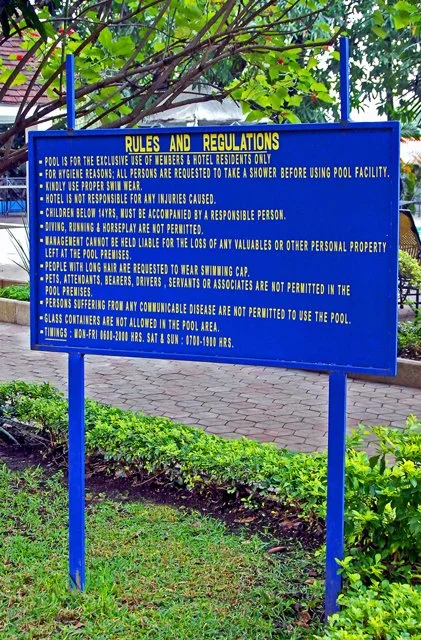 RULES AND REGULATIONS
- POOL IS FOR THE EXCLUSIVE USE OF MEMBERS & HOTEL RESIDENTS ONLY
- FOR HYGIENE REASONS; ALL PERSONS ARE REQUESTED TO TAKE A SHOWER BEFORE USING POOL FACILITY.
- KINDLY USE PROPER SWIM WEAR.
- HOTEL IS NOT RESPONSIBLE FOR ANY INJURIES CAUSED.
- CHILDREN BELOW 14YRS, MUST BE ACCOMPANIED BY A RESPONSIBLE PERSON.
- DIVING, RUNNING & HORSEPLAY ARE NOT PERMITTED.
- MANAGEMENT CANNOT BE HELD LIABLE FOR THE LOSS OF ANY VALUABLES OR OTHER PERSONAL PROPERTY
LEFT AT THE POOL PREMISES.
- PEOPLE WITH LONG HAIR ARE REQUESTED TO WEAR SWIMMING CAP.
- PETS, ATTENDANTS, BEARERS, DRIVERS , SERVANTS OR ASSOCIATES ARE NOT PERMITTED IN THE
POOL PREMISES.
- PERSONS SUFFERING FROM ANY COMMUNICABLE DISEASE ARE NOT PERMITTED TO USE THE POOL.
- GLASS CONTAINERS ARE NOT ALLOWED IN THE POOL AREA.
- TIMINGS : MON-FRI 0600-2000 HRS. SAT & SUN : 0700-1900 HRS.